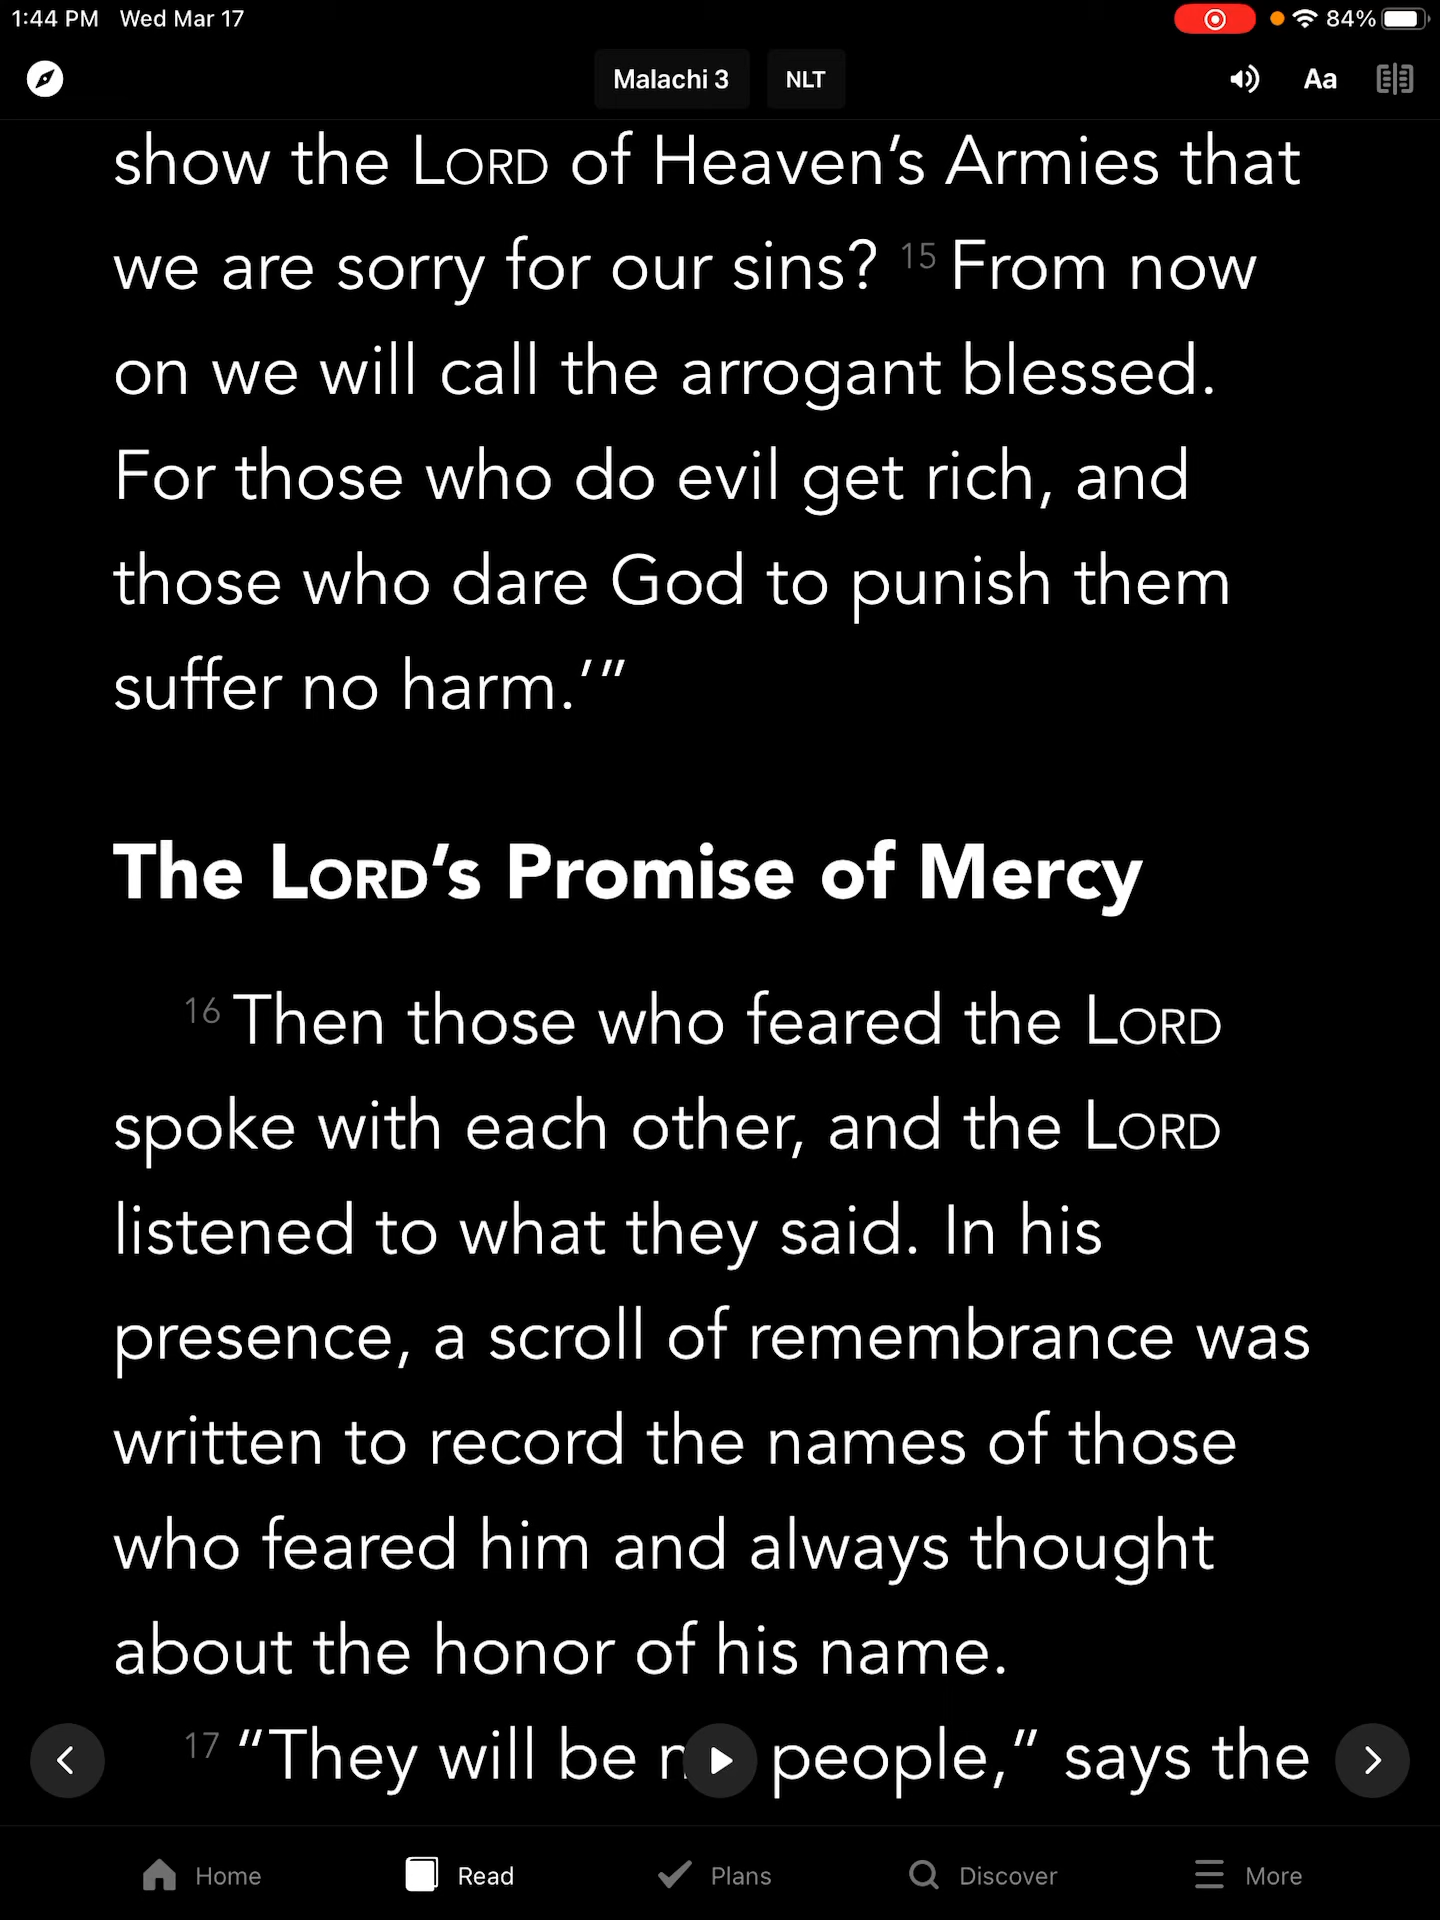 1:44 PM Wed Mar 17 84%
Malachi 3 NLT Aa
show the LORD of Heaven’s Armies that
we are sorry for our sins? 15 From now
on we will call the arrogant blessed.
For those who do evil get rich, and
those who dare God to punish them
suffer no harm.’”
The LORD’s Promise of Mercy
16 Then those who feared the LORD
spoke with each other, and the LORD
listened to what they said. In his
presence, a scroll of remembrance was
written to record the names of those
who feared him and always thought
about the honor of his name.
17 “They will be people,” says the
Home Read Plans Discover More